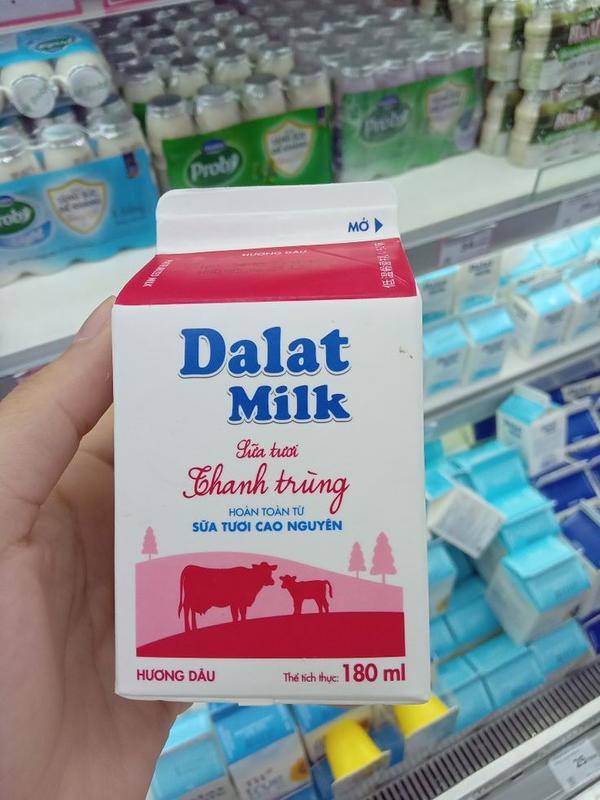 MỞ
HƯƠNG DÂU
Dalat
Milk
Sữa tươi
Thanh trùng
HOÀN TOÀN TỪ
SỮA TƯƠI CAO NGUYÊN
HƯƠNG DÂU
Thể tích thực: 180 ml
Probi
Probi
Probi